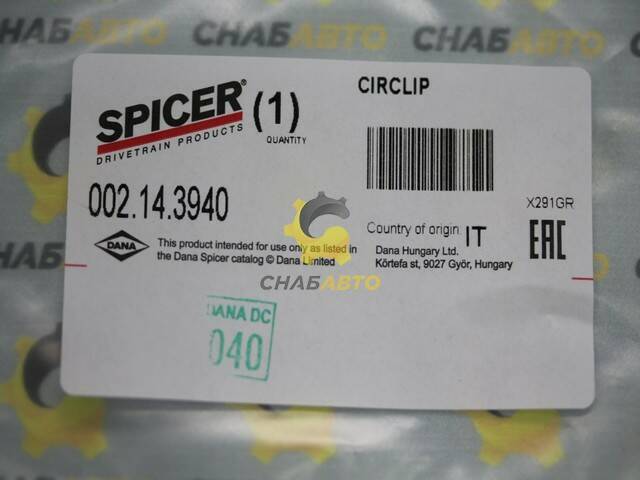 СНАБАВТО
СНАБАВТО
SPICER®
DRIVETRAIN PRODUCTS
(1)
QUANTITY
CIRCLIP
002.14.3940
X291GR
Country of origin IT
EAC
DANA
This product intended for use only as listed in
the Dana Spicer catalog © Dana Limited
Dana Hungary Ltd.
Körtefa st, 9027 Györ, Hungary
СНАБАВТО
DANA DC
040